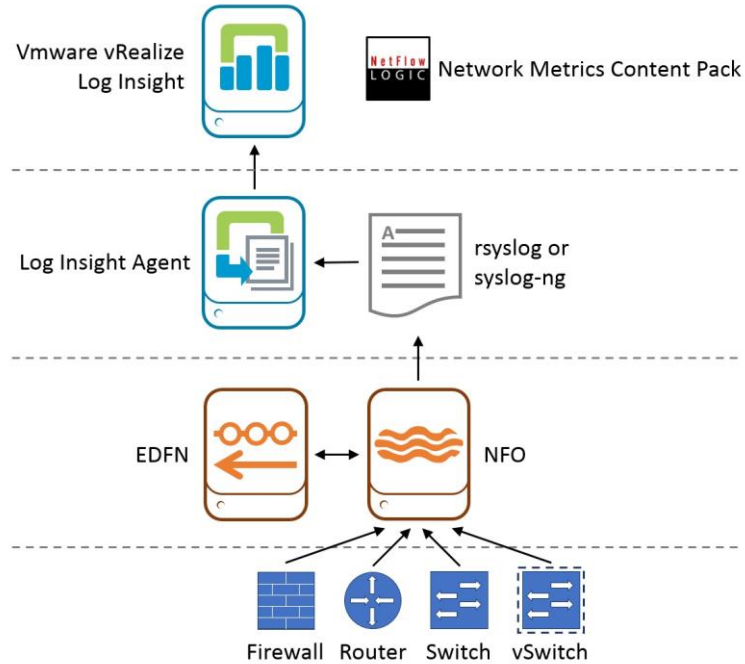 Vmware vRealize
Log Insight
NetFlow
LOGIC
Network Metrics Content Pack
Log Insight Agent
A
rsyslog or
syslog-ng
EDFN
NFO
Firewall
Router
Switch
vSwitch